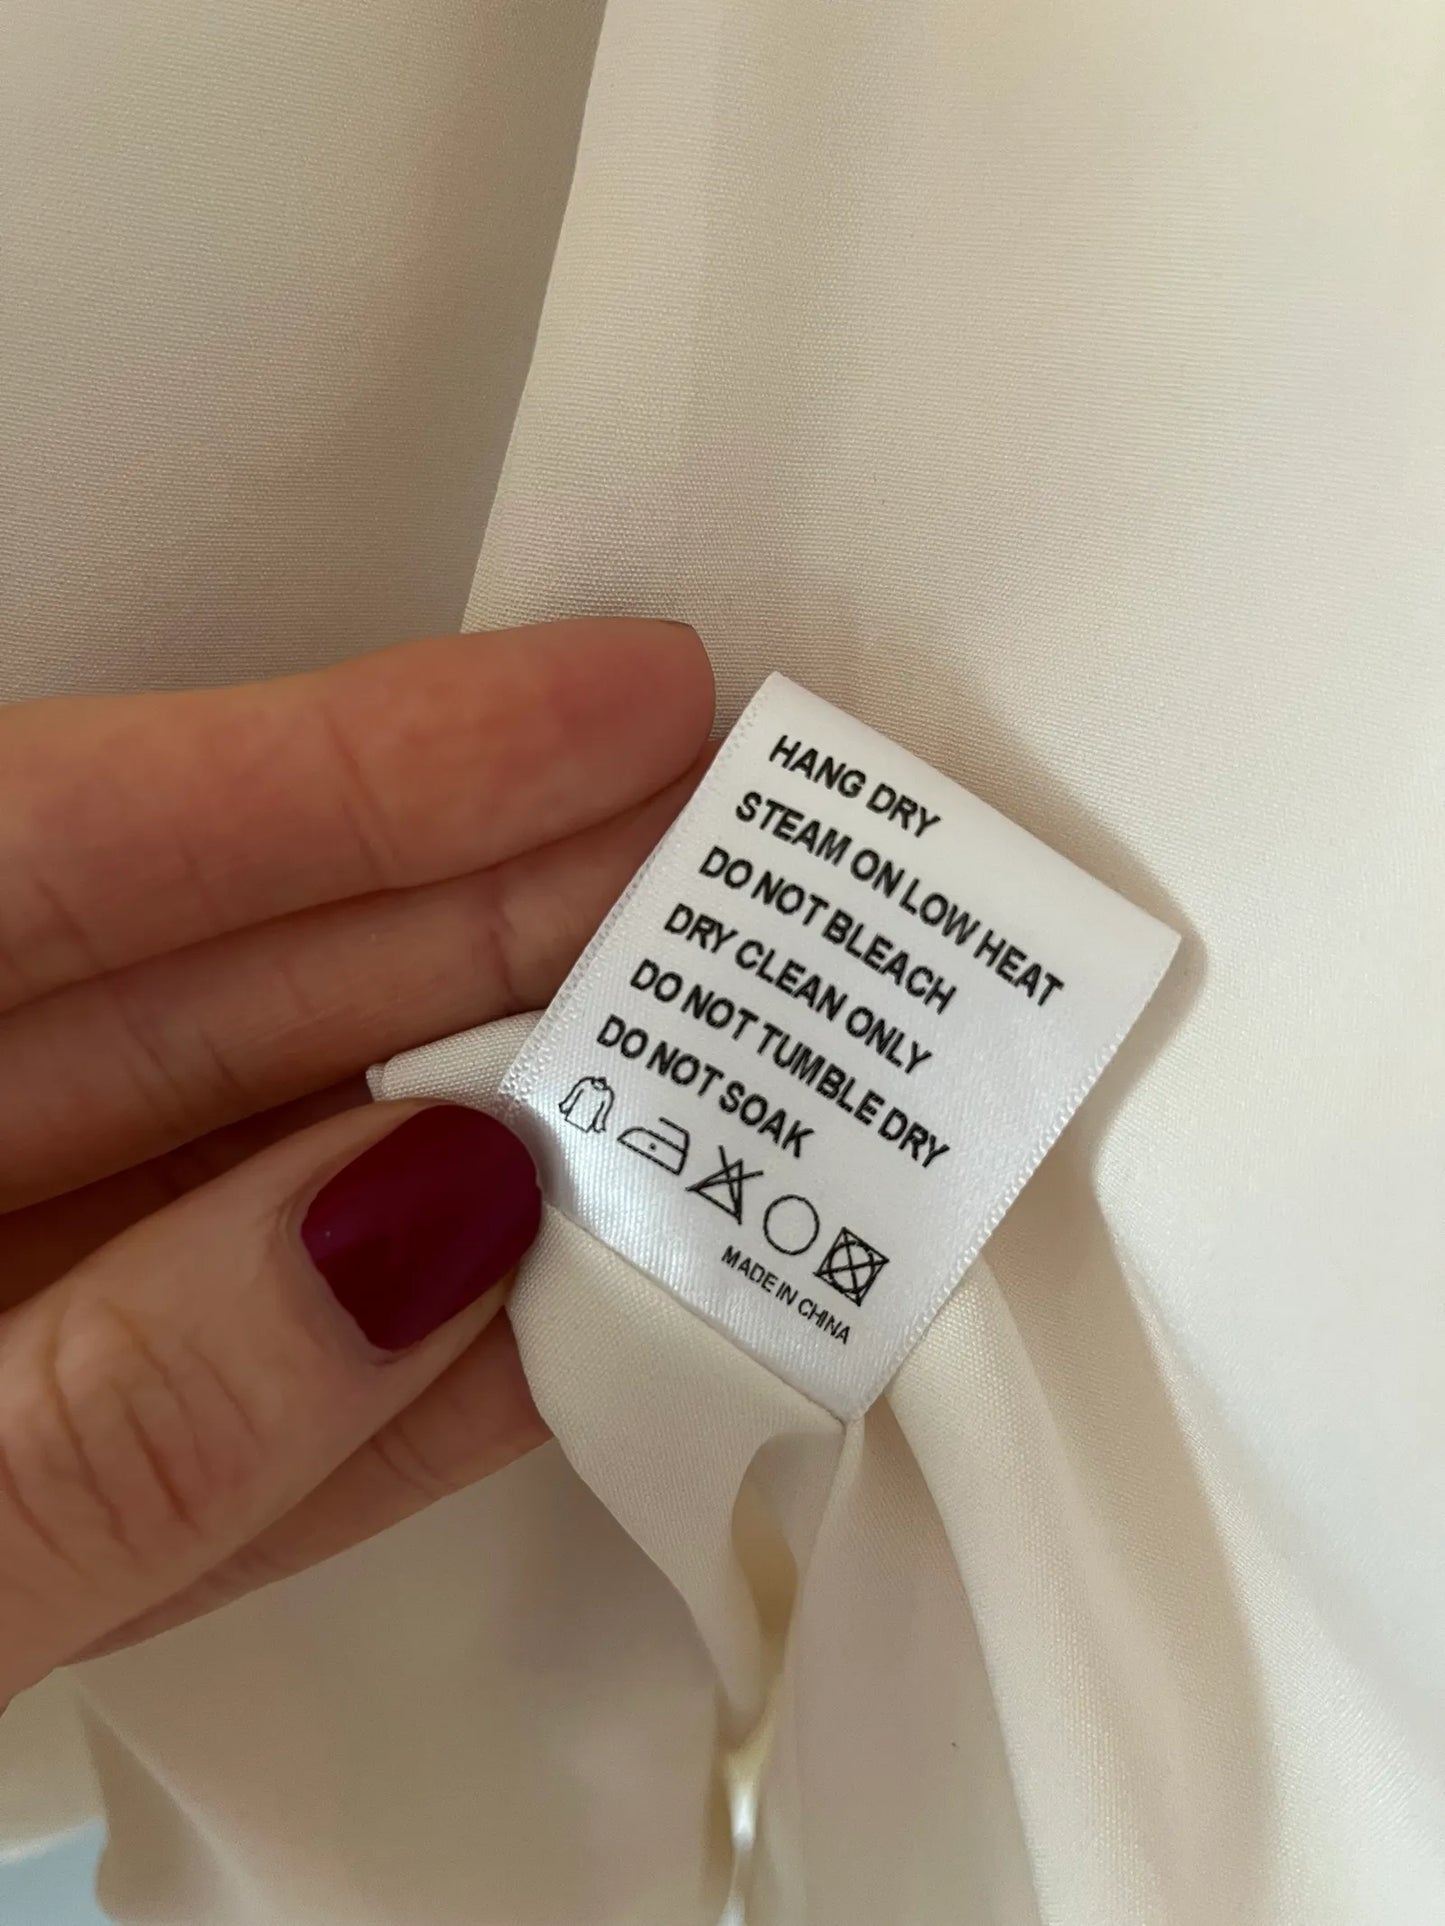 HANG DRY
STEAM ON LOW HEAT
DO NOT BLEACH
DRY CLEAN ONLY
DO NOT TUMBLE DRY
DO NOT SOAK
MADE IN CHINA